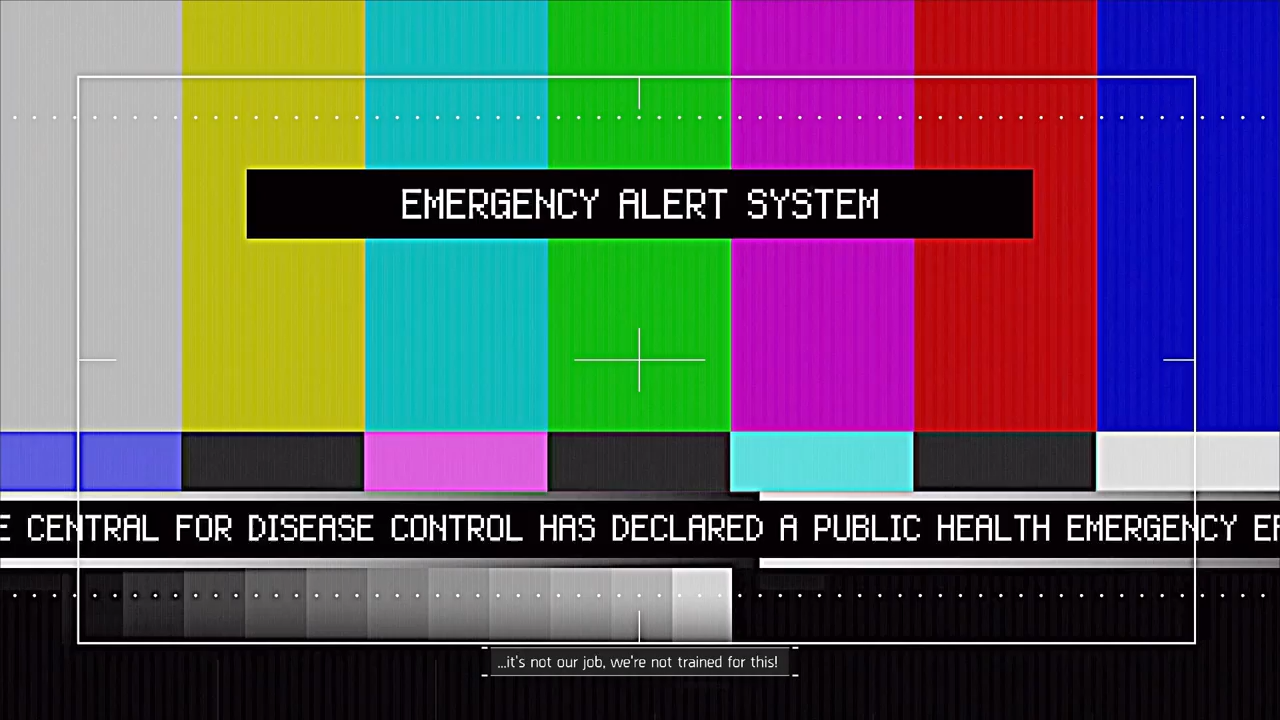 EMERGENCY ALERT SYSTEM
CENTRAL FOR DISEASE CONTROL HAS DECLARED A PUBLIC HEALTH EMERGENCY
...it's not our job, we're not trained for this!